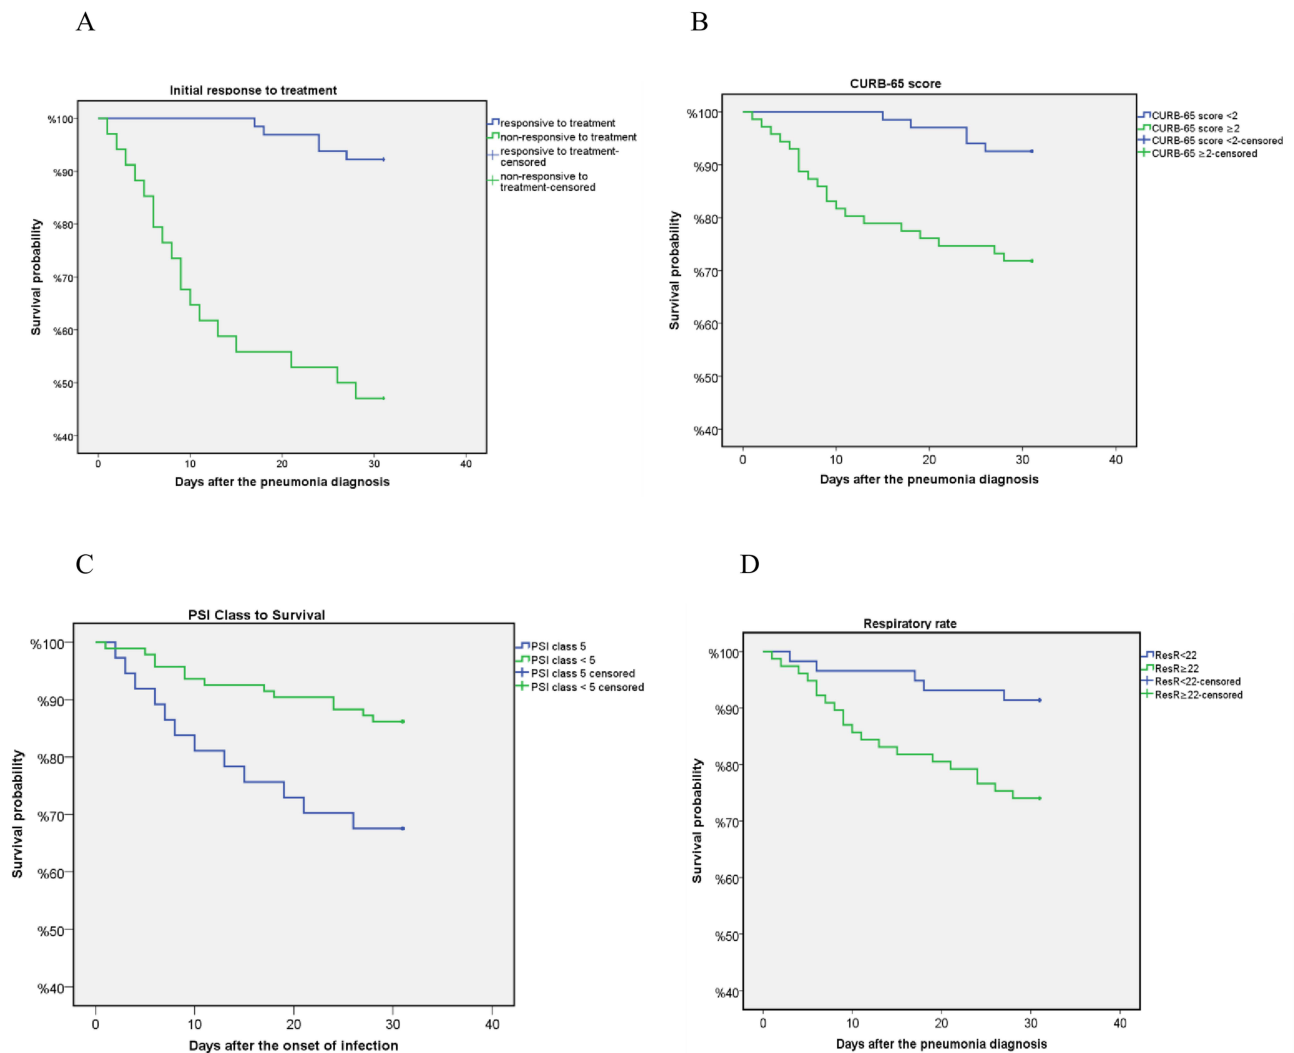 A
Initial response to treatment
%100
%90
%80
%70
%60
%50
%40
Survival probability
0 10 20 30 40
Days after the pneumonia diagnosis
responsive to treatment
non-responsive to treatment
responsive to treatment-
censored
non-responsive to
treatment-censored
B
CURB-65 score
%100
%90
%80
%70
%60
%50
%40
Survival probability
0 10 20 30 40
Days after the pneumonia diagnosis
CURB-65 score <2
CURB-65 score ≥2
CURB-65 score <2-censored
CURB-65 ≥2-censored
C
PSI Class to Survival
%100
%90
%80
%70
%60
%50
%40
Survival probability
0 10 20 30 40
Days after the onset of infection
PSI class 5
PSI class < 5
PSI class 5 censored
PSI class < 5 censored
D
Respiratory rate
%100
%90
%80
%70
%60
%50
%40
Survival probability
0 10 20 30 40
Days after the pneumonia diagnosis
ResR<22
ResR≥22
ResR<22-censored
ResR≥22-censored